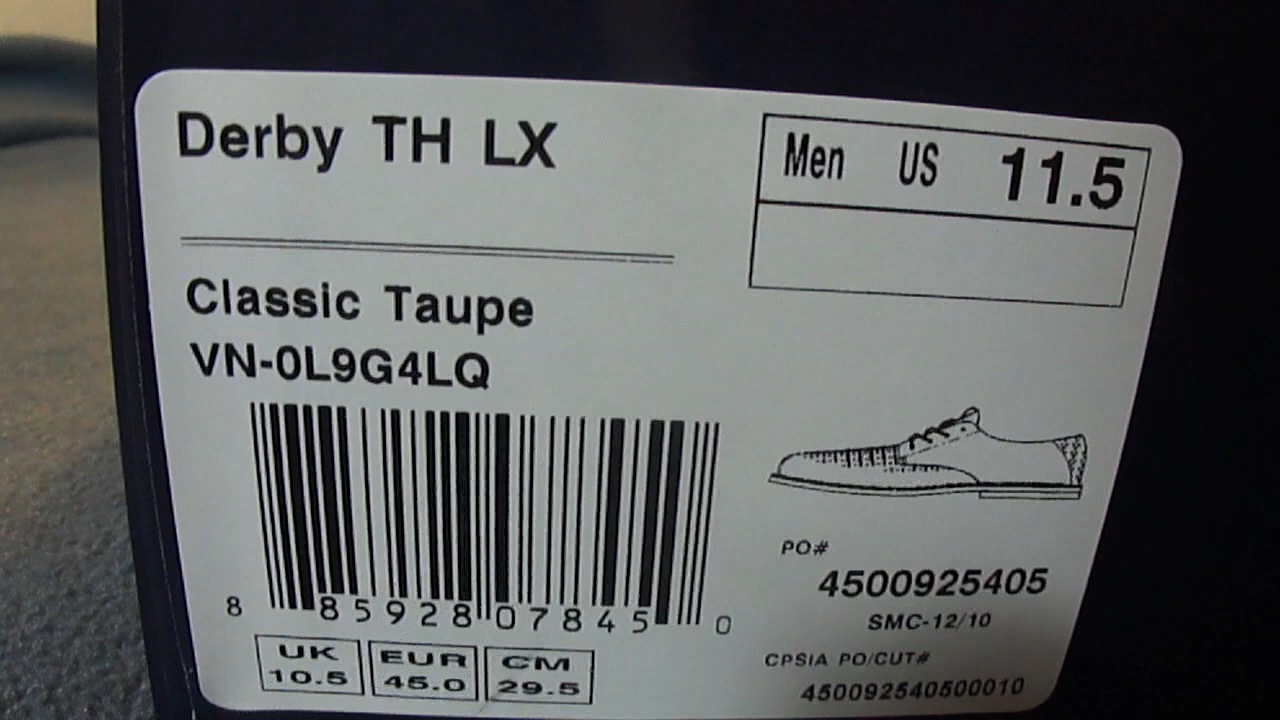 Derby TH LX
Men US 11.5
Classic Taupe
VN-0L9G4LQ
8 85928 07845 0
PO#
4500925405
SMC-12/10
CPSIA PO/CUT#
450092540500010
UK 10.5
EUR 45.0
CM 29.5